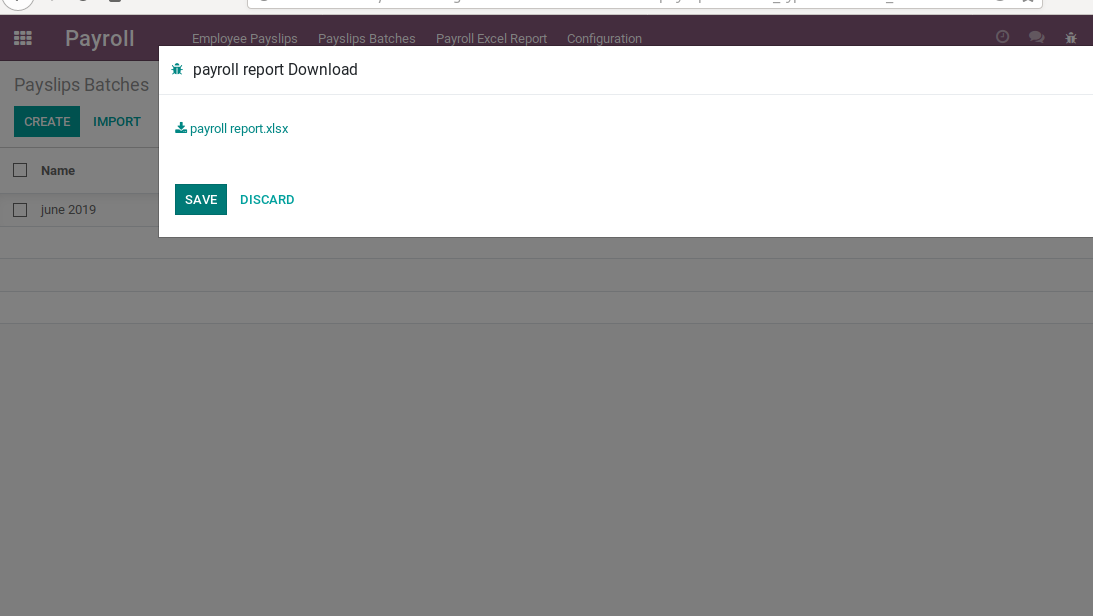 Payroll Employee Payslips Payslips Batches Payroll Excel Report Configuration
payroll report Download
Payslips Batches
CREATE IMPORT
payroll report.xlsx
Name
SAVE DISCARD
june 2019